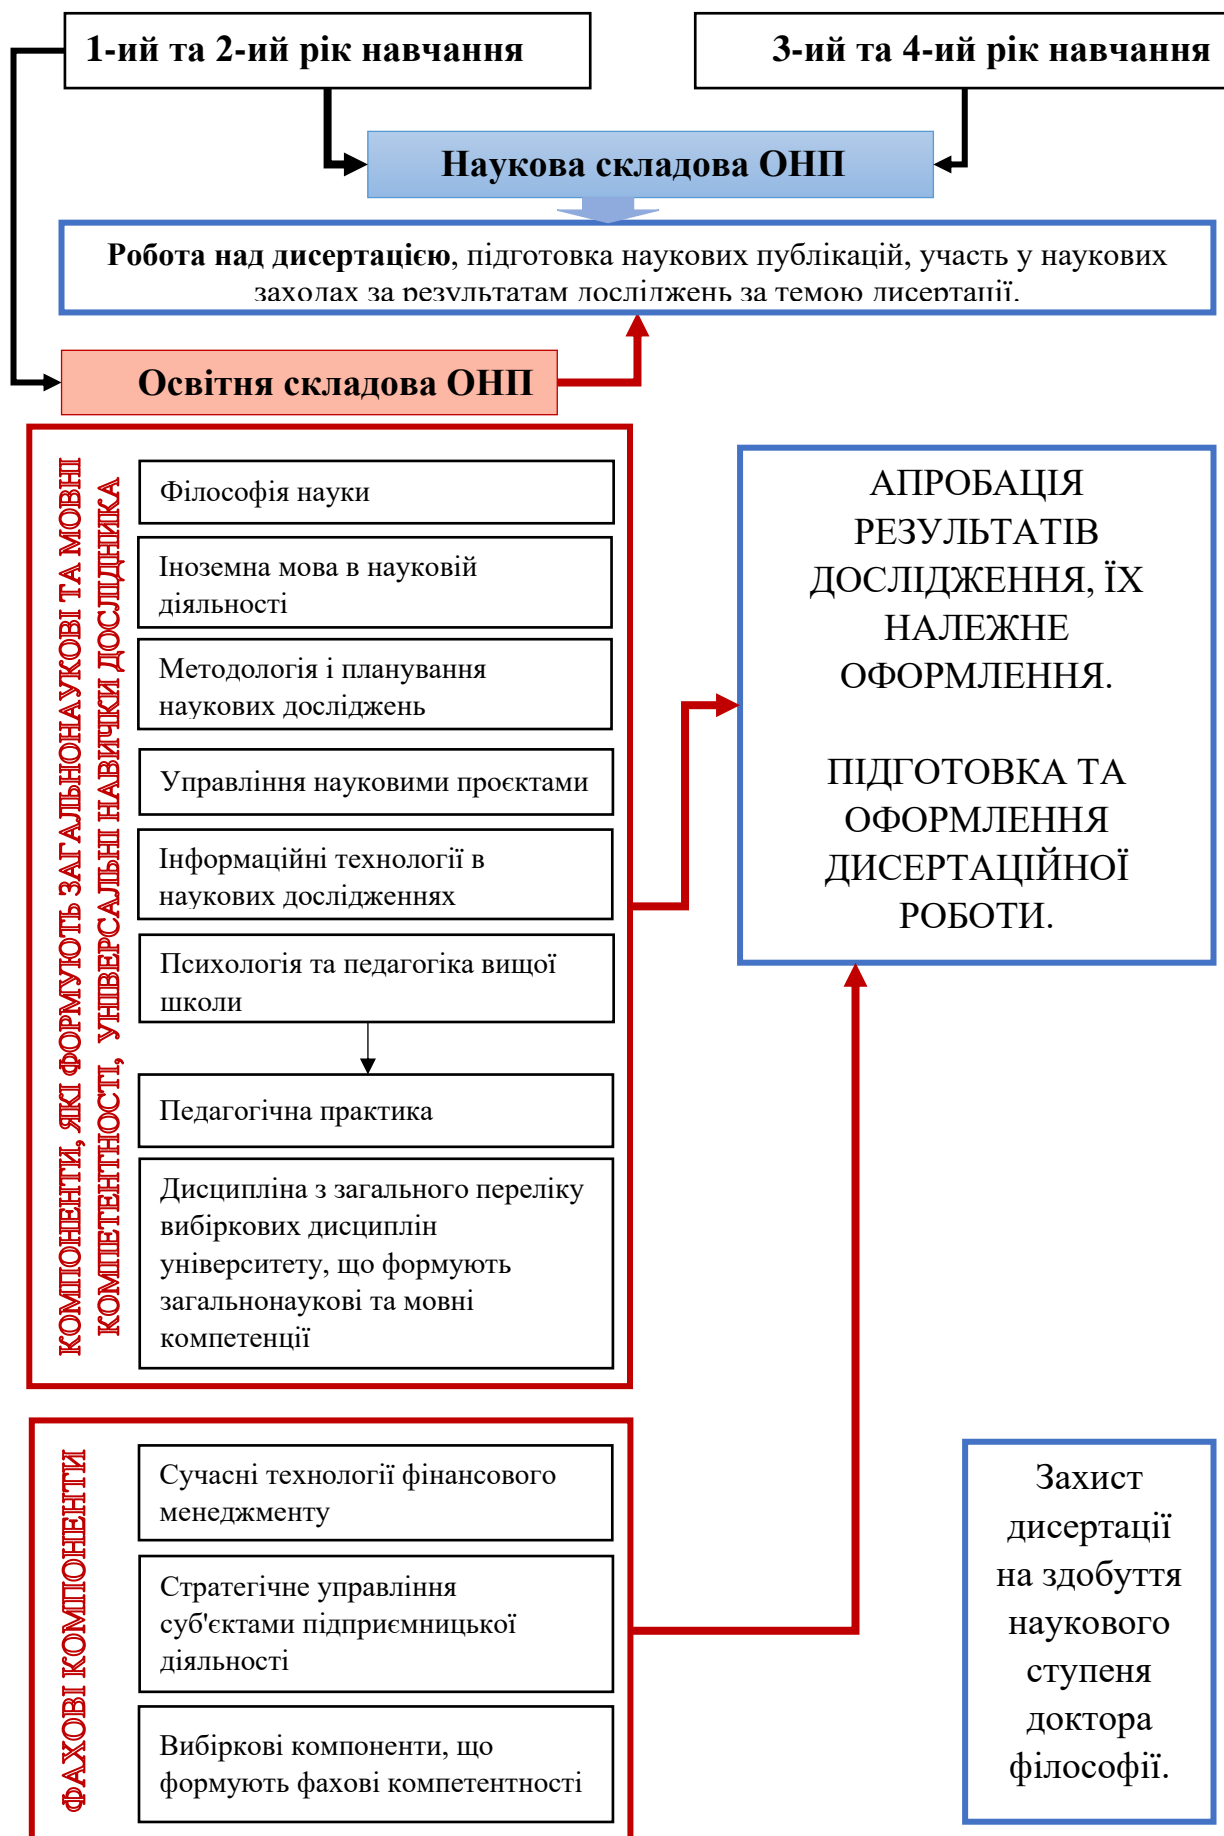 1-ий та 2-ий рік навчання
3-ий та 4-ий рік навчання
Наукова складова ОНП
Робота над дисертацією, підготовка наукових публікацій, участь у наукових
заходах за результатам досліджень за темою дисертації.
Освітня складова ОНП
КОМПОНЕНТИ, ЯКІ ФОРМУЮТЬ ЗАГАЛЬНОНАУКОВІ ТА МОВНІ
КОМПЕТЕНТНОСТІ, УНІВЕРСАЛЬНІ НАВИЧКИ ДОСЛІДНИКА
Філософія науки
Іноземна мова в науковій
діяльності
Методологія і планування
наукових досліджень
Управління науковими проєктами
Інформаційні технології в
наукових дослідженнях
Психологія та педагогіка вищої
школи
Педагогічна практика
Дисципліна з загального переліку
вибіркових дисциплін
університету, що формують
загальнонаукові та мовні
компетенції
АПРОБАЦІЯ
РЕЗУЛЬТАТІВ
ДОСЛІДЖЕННЯ, ЇХ
НАЛЕЖНЕ
ОФОРМЛЕННЯ.
ПІДГОТОВКА ТА
ОФОРМЛЕННЯ
ДИСЕРТАЦІЙНОЇ
РОБОТИ.
ФАХОВІ КОМПОНЕНТИ
Сучасні технології фінансового
менеджменту
Стратегічне управління
суб'єктами підприємницької
діяльності
Вибіркові компоненти, що
формують фахові компетентності
Захист
дисертації
на здобуття
наукового
ступеня
доктора
філософії.